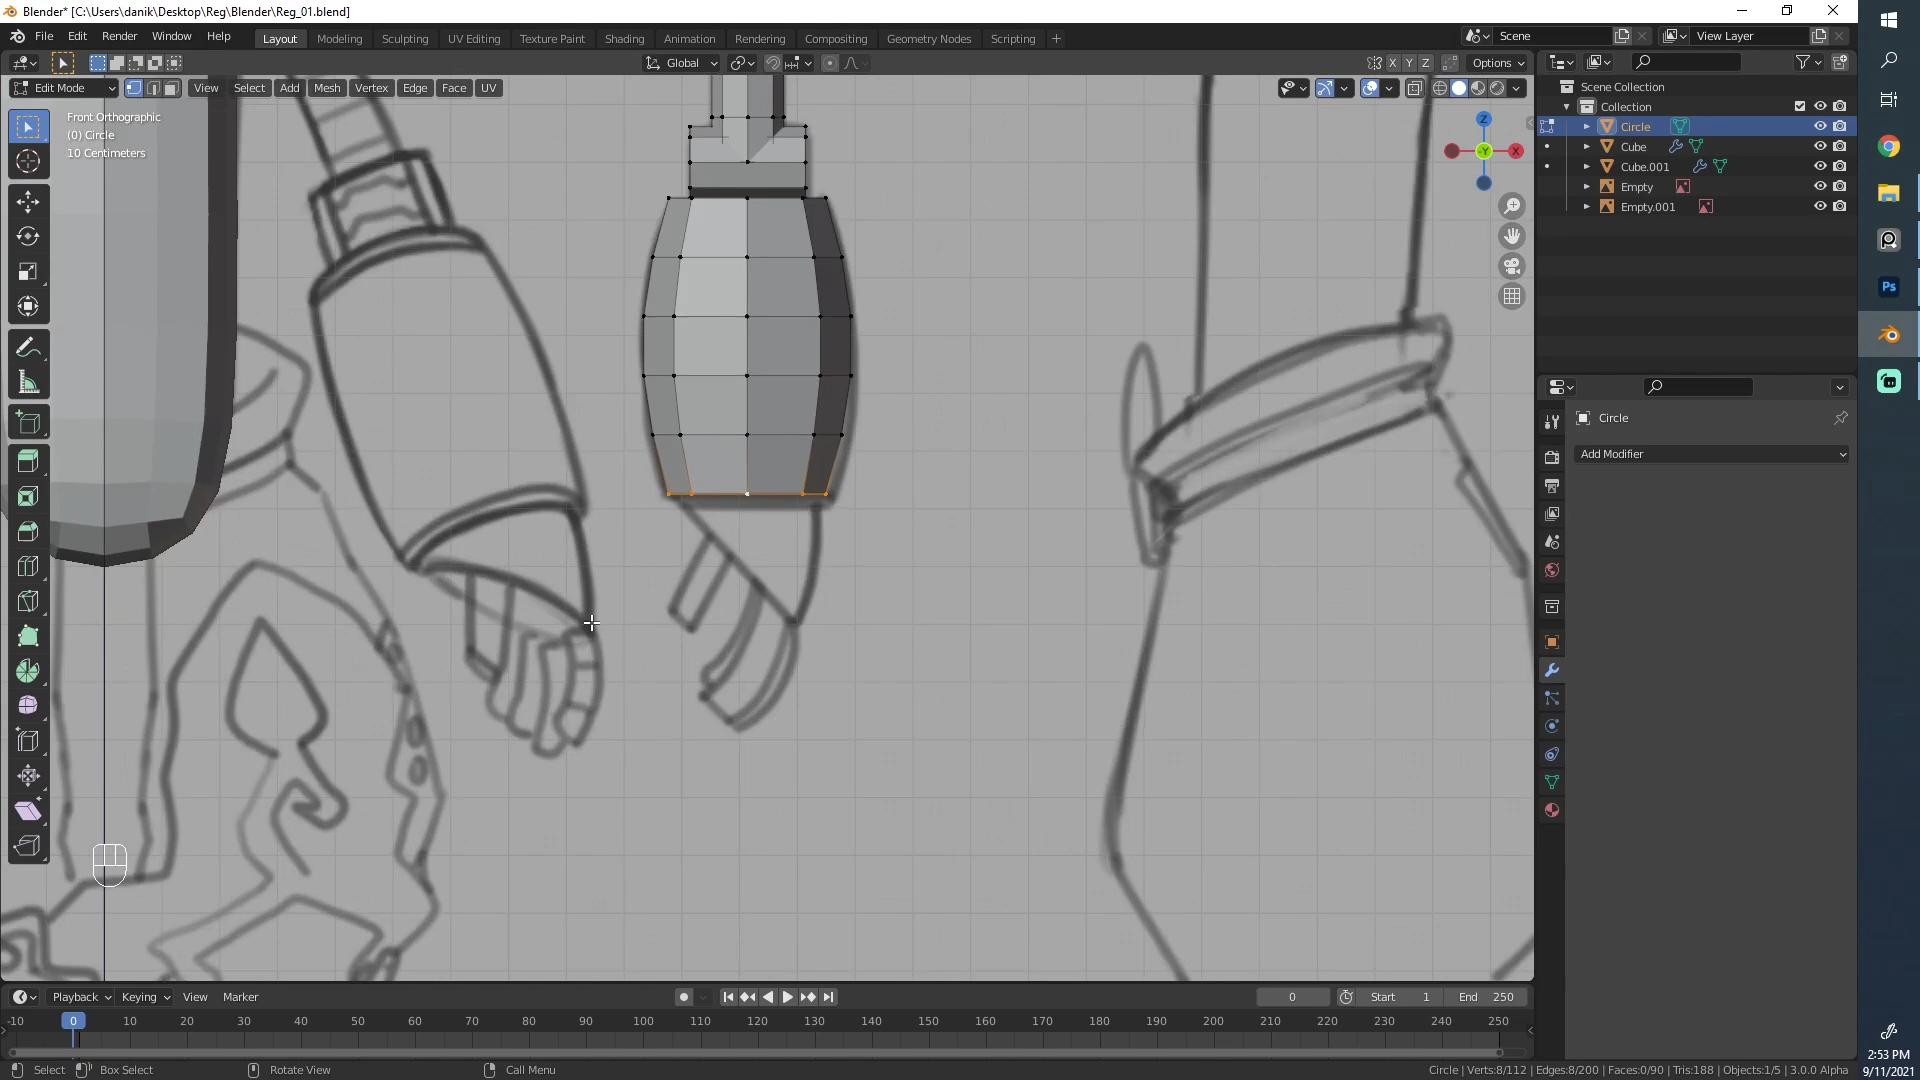 Blender* [C:\Users\danik\Desktop\Reg\Blender\Reg_01.blend]
File Edit Render Window Help Layout Modeling Sculpting UV Editing Texture Paint Shading Animation Rendering Compositing Geometry Nodes Scripting + Scene View Layer
Global X Y Z Options
Edit Mode View Select Add Mesh Vertex Edge Face UV
Front Orthographic
(0) Circle
10 Centimeters
Z
-Y X
Scene Collection
Collection
Circle
Cube
Cube.001
Empty
Empty.001
Circle
Add Modifier
Ps
Playback Keying View Marker 0 Start 1 End 250
-10 0 10 20 30 40 50 60 70 80 90 100 110 120 130 140 150 160 170 180 190 200 210 220 230 240 250
Select Box Select Rotate View Call Menu Circle | Verts:8/112 | Edges:8/200 | Faces:0/90 | Tris:188 | Objects:1/5 | 3.0.0 Alpha
2:53 PM
9/11/2021